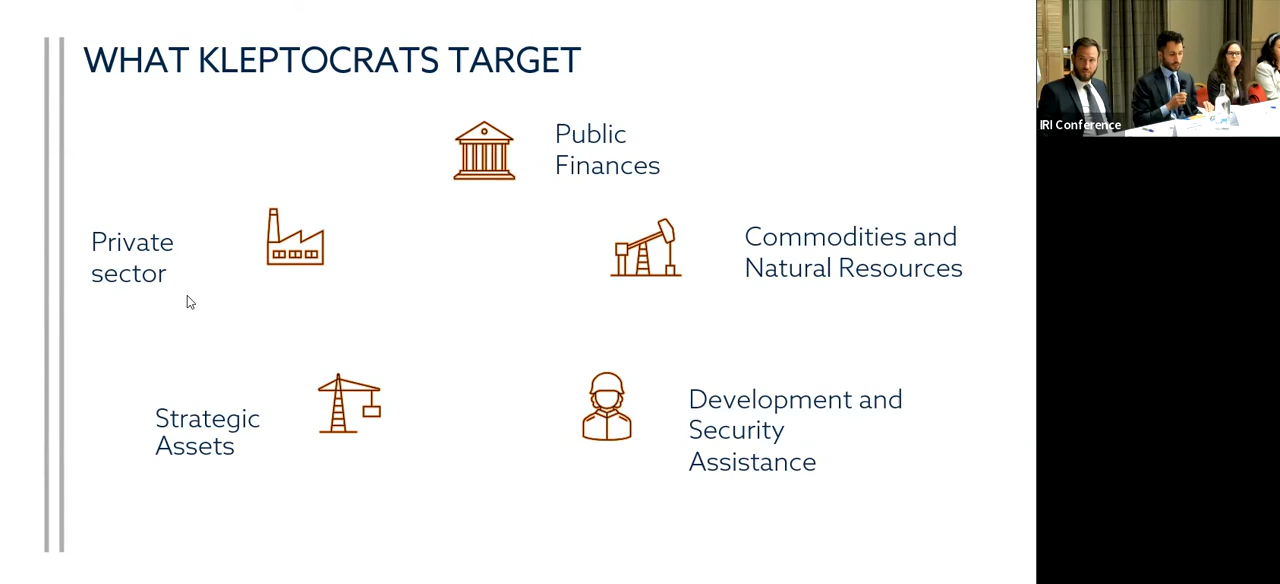 WHAT KLEPTOCRATS TARGET
Public
Finances
Private
sector
Commodities and
Natural Resources
Strategic
Assets
Development and
Security
Assistance
IRI Conference